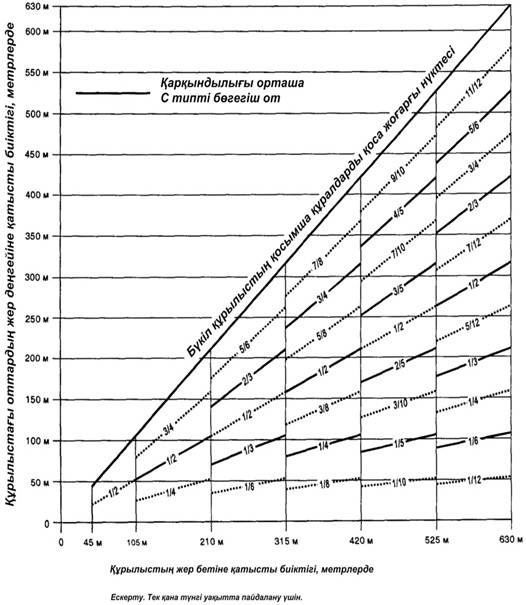 630 м
600 м
550 м
500 м
450 м
400 м
350 м
300 м
250 м
200 м
150 м
100 м
50 м
0
Құрылыстағы оттардың жер деңгейіне қатысты биіктігі, метрлерде
Қарқындылығы орташа
С типті бөгегіш от
Бүкіл құрылыстың қосымша құралдарды қоса жоғарғы нүктесі
1/2
3/4
1/2
1/4
5/6
2/3
1/2
1/3
1/6
7/8
3/4
5/8
1/2
3/8
1/4
1/8
9/10
4/5
7/10
3/5
1/2
2/5
3/10
1/5
1/10
11/12
5/6
3/4
2/3
7/12
1/2
5/12
1/3
1/4
1/6
1/12
0
45 м
105 м
210 м
315 м
420 м
525 м
630 м
Құрылыстың жер бетіне қатысты биіктігі, метрлерде
Ескерту. Тек қана түнгі уақытта пайдалану үшін.